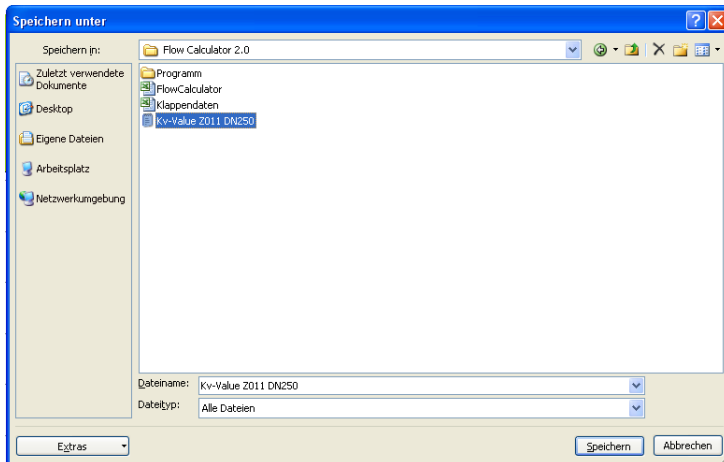 Speichern unter
Speichern in:
Flow Calculator 2.0
Zuletzt verwendete
Dokumente
Desktop
Eigene Dateien
Arbeitsplatz
Netzwerkumgebung
Programm
FlowCalculator
Klappendaten
Kv-Value Z011 DN250
Dateiname:
Kv-Value Z011 DN250
Dateityp:
Alle Dateien
Extras
Speichern
Abbrechen